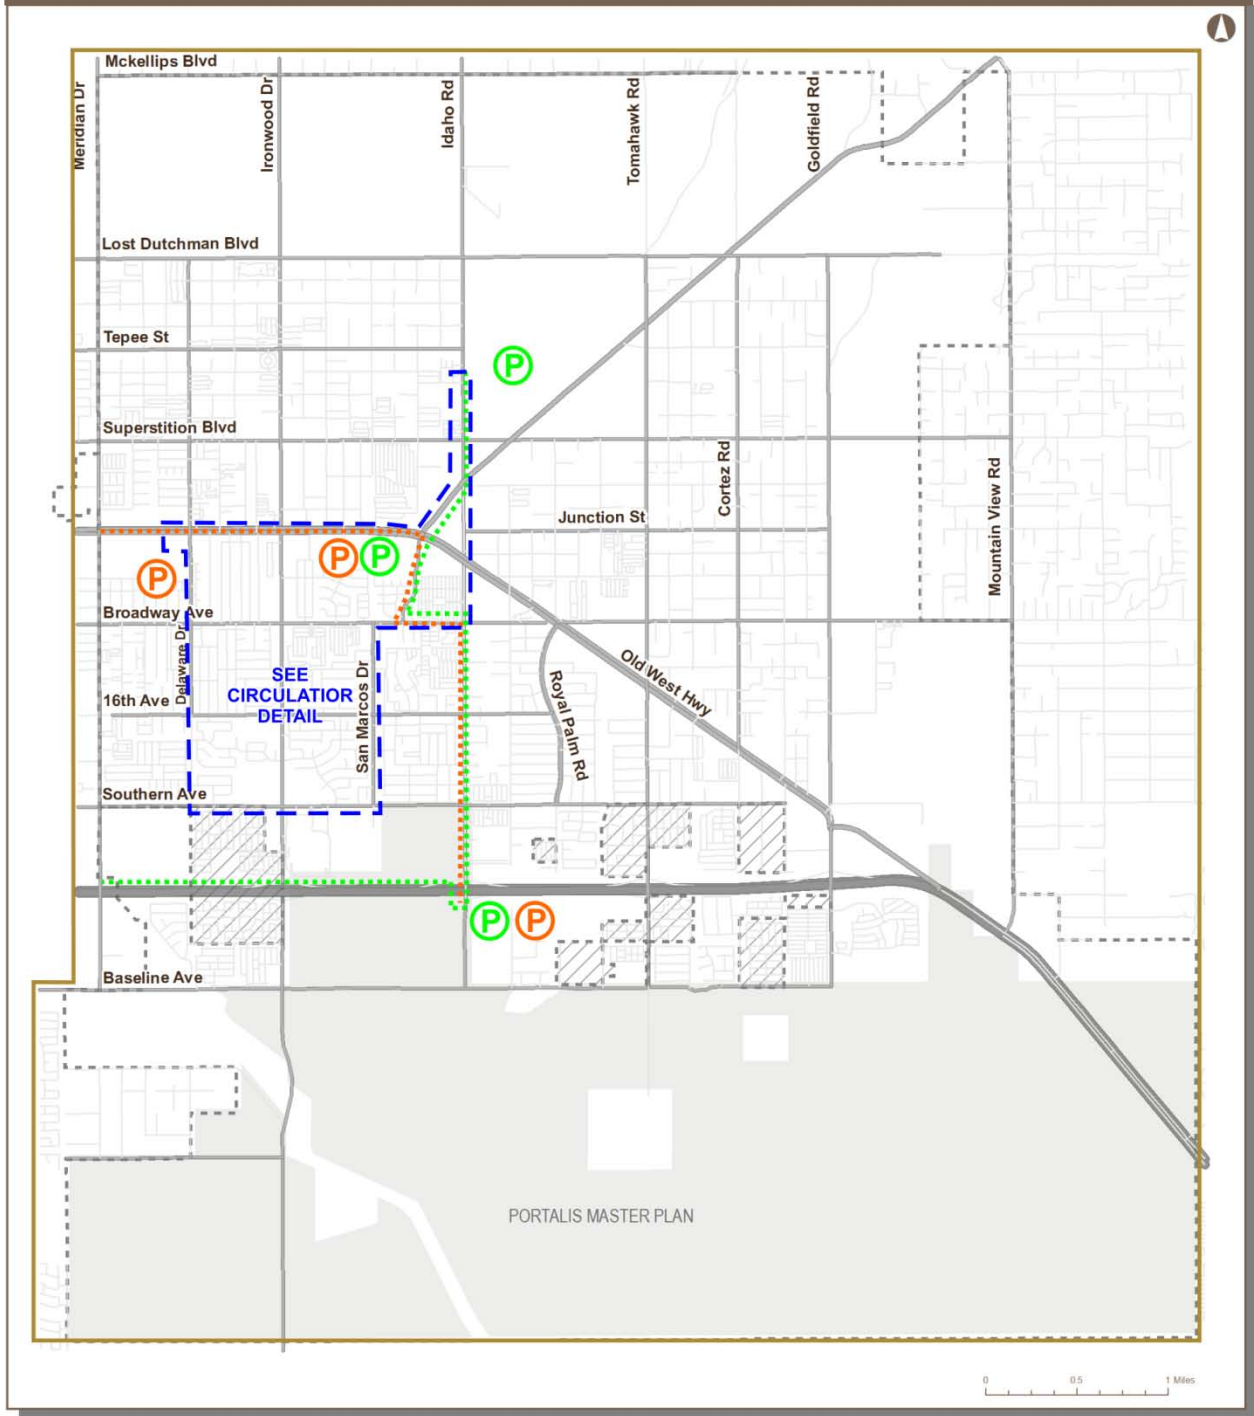 Mckellips Blvd
Meridian Dr
Ironwood Dr
Idaho Rd
Tomahawk Rd
Goldfield Rd
Lost Dutchman Blvd
Tepee St
P
Superstition Blvd
Cortez Rd
Mountain View Rd
Junction St
P
P
P
Broadway Ave
Delaware Dr
San Marcos Dr
Royal Palm Rd
Old West Hwy
SEE
CIRCULATIOR
DETAIL
16th Ave
Southern Ave
P
P
Baseline Ave
PORTALIS MASTER PLAN
0
0.5
1 Miles